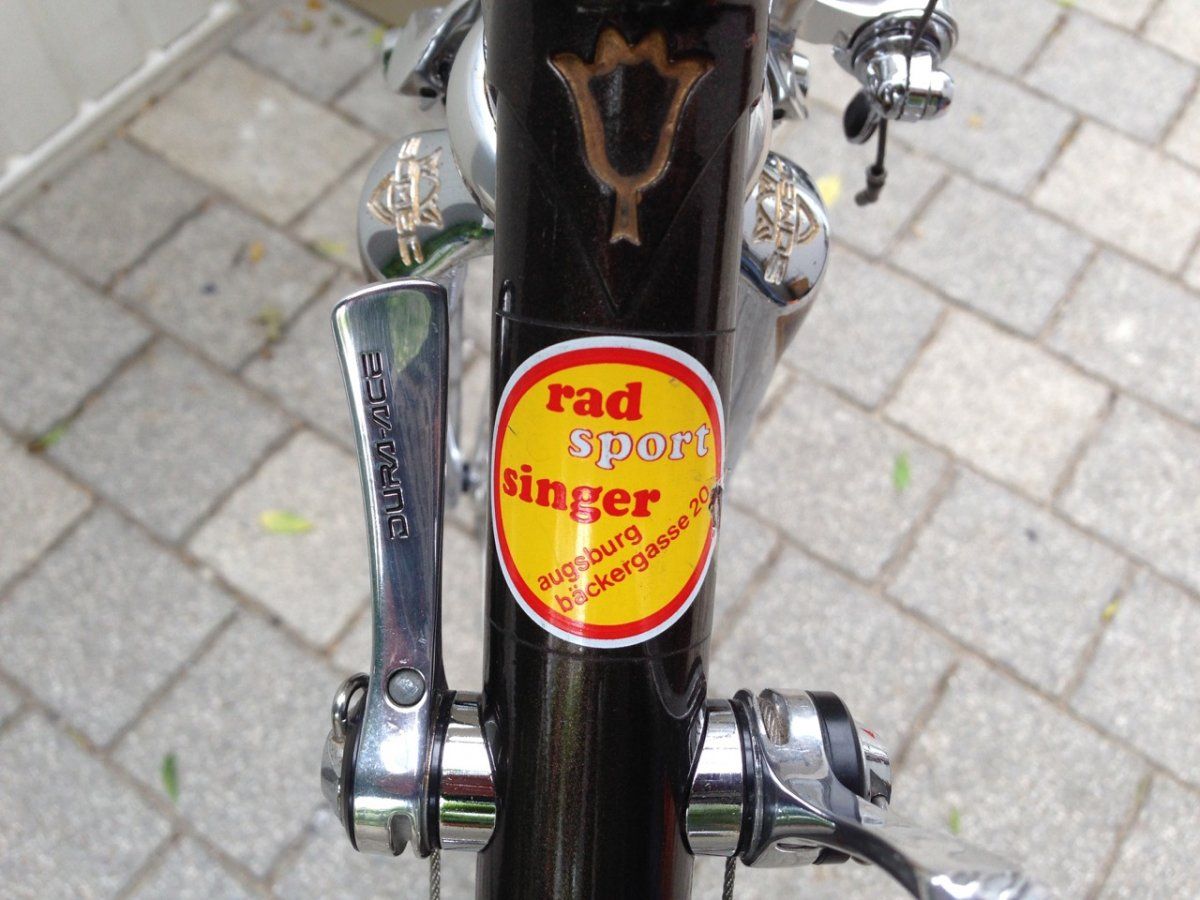 DURA-ACE
rad
sport
singer
augsburg
bäckergasse 20